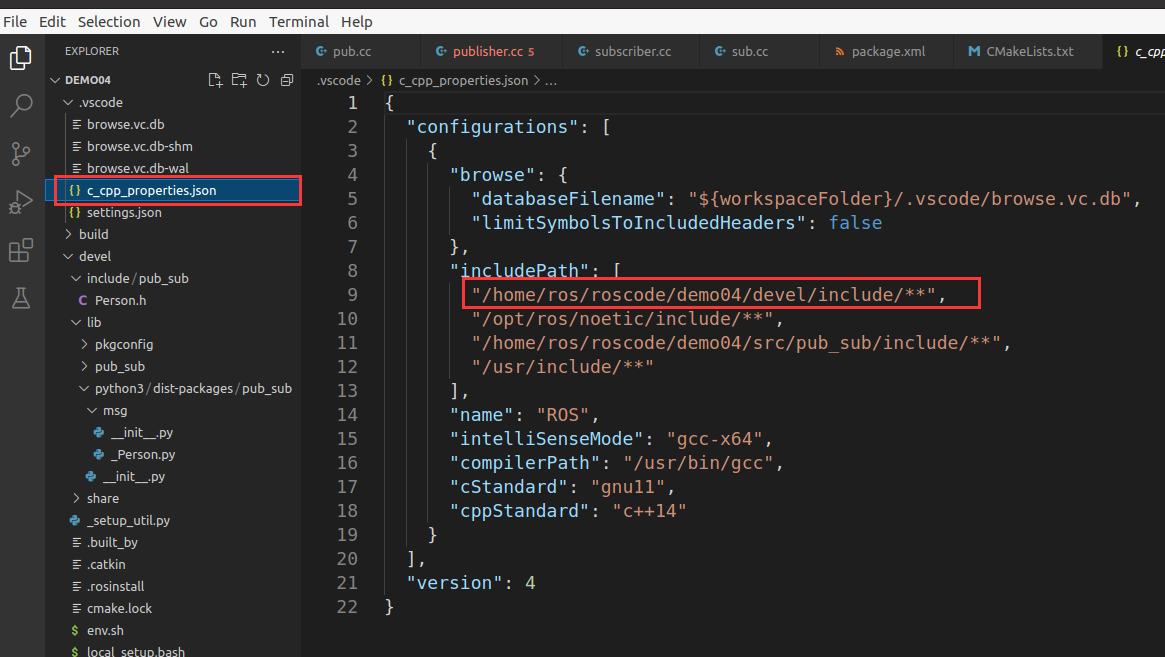 File Edit Selection View Go Run Terminal Help
EXPLORER ...
pub.cc publisher.cc 5 subscriber.cc sub.cc package.xml CMakeLists.txt {} c_cpp
DEMO04
.vscode > {} c_cpp_properties.json > ...
.vscode
browse.vc.db
browse.vc.db-shm
browse.vc.db-wal
{} c_cpp_properties.json
{} settings.json
build
devel
include / pub_sub
C Person.h
lib
pkgconfig
pub_sub
python3 / dist-packages / pub_sub
msg
__init__.py
_Person.py
__init__.py
share
_setup_util.py
.built_by
.catkin
.rosinstall
cmake.lock
$ env.sh
$ local_setup.bash
1 {
2 "configurations": [
3 {
4 "browse": {
5 "databaseFilename": "${workspaceFolder}/.vscode/browse.vc.db",
6 "limitSymbolsToIncludedHeaders": false
7 },
8 "includePath": [
9 "/home/ros/roscode/demo04/devel/include/**",
10 "/opt/ros/noetic/include/**",
11 "/home/ros/roscode/demo04/src/pub_sub/include/**",
12 "/usr/include/**"
13 ],
14 "name": "ROS",
15 "intelliSenseMode": "gcc-x64",
16 "compilerPath": "/usr/bin/gcc",
17 "cStandard": "gnu11",
18 "cppStandard": "c++14"
19 }
20 ],
21 "version": 4
22 }